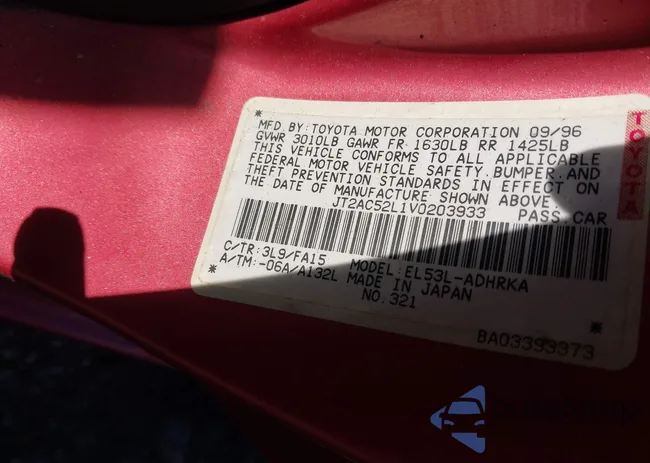 MFD.BY:TOYOTA MOTOR CORPORATION 09/96
GVWR 3010LB GAWR FR 1630LB RR 1425LB
THIS VEHICLE CONFORMS TO ALL APPLICABLE
FEDERAL MOTOR VEHICLE SAFETY.BUMPER.AND
THEFT PREVENTION STANDARDS IN EFFECT ON
THE DATE OF MANUFACTURE SHOWN ABOVE.
JT2AC52L1V0203933 PASS.CAR
TOYOTA
C/TR:3L9/FA15 MODEL:EL53L-ADHRKA
A/TM:-06A/A132L MADE IN JAPAN
NO.321
BA03393373